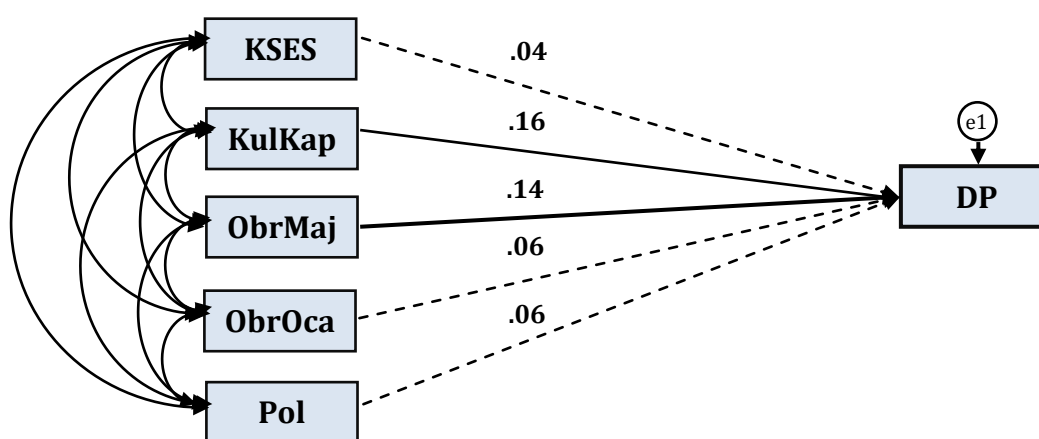 KSES
.04
KulKap
.16
e1
ObrMaj
.14
DP
.06
ObrOca
.06
Pol